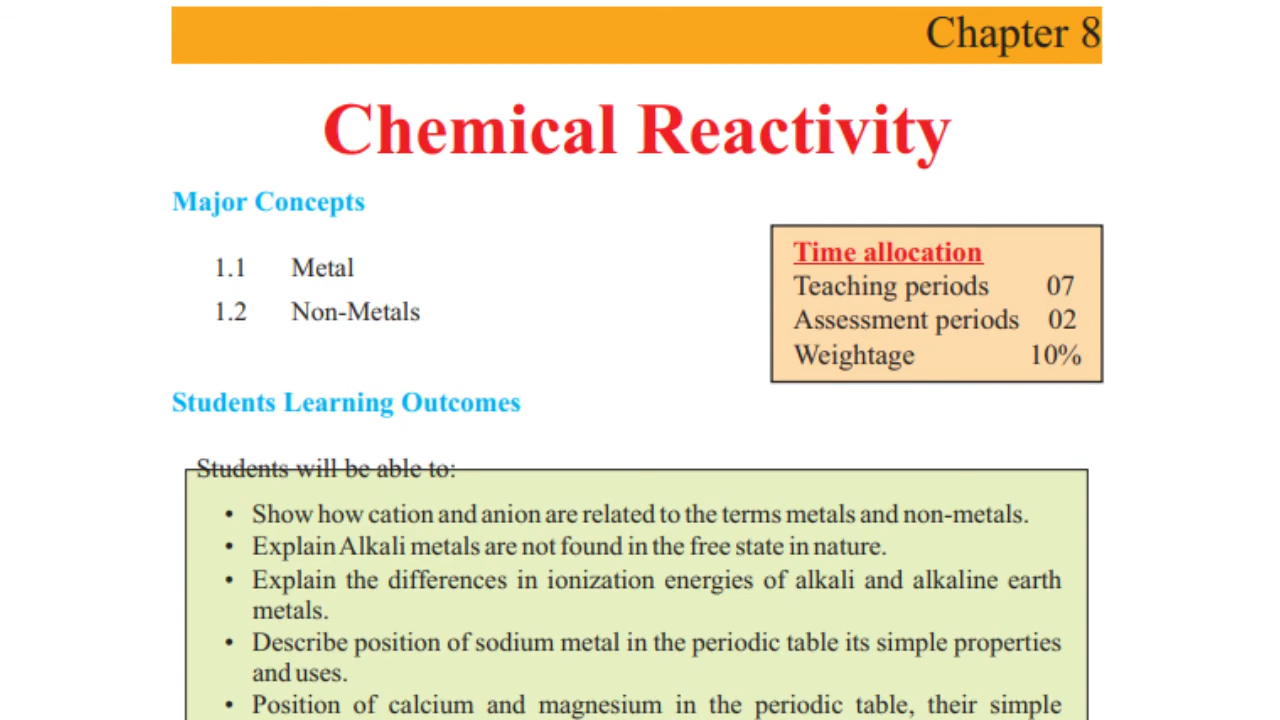 Chapter 8
Chemical Reactivity
Major Concepts
1.1 Metal
1.2 Non-Metals
Time allocation
Teaching periods 07
Assessment periods 02
Weightage 10%
Students Learning Outcomes
Students will be able to:
• Show how cation and anion are related to the terms metals and non-metals.
• Explain Alkali metals are not found in the free state in nature.
• Explain the differences in ionization energies of alkali and alkaline earth
metals.
• Describe position of sodium metal in the periodic table its simple properties
and uses.
• Position of calcium and magnesium in the periodic table, their simple